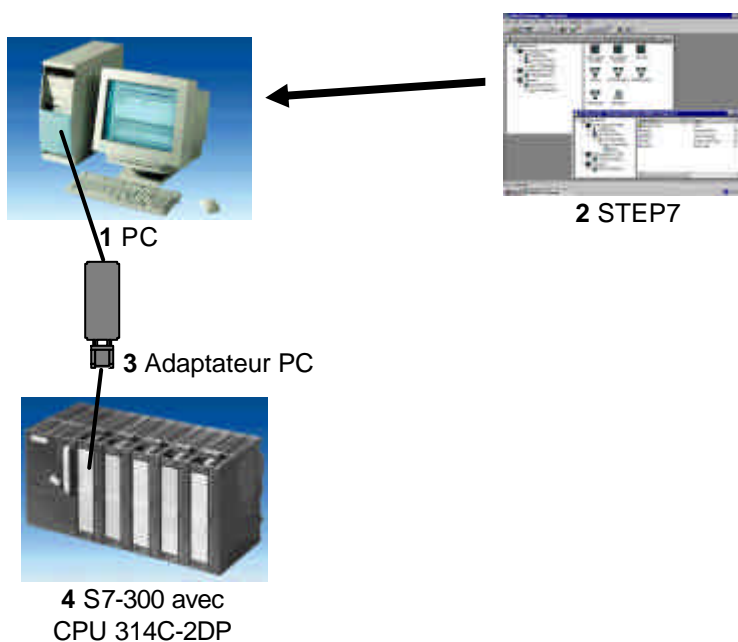 2 STEP7
1 PC
3 Adaptateur PC
4 S7-300 avec
CPU 314C-2DP